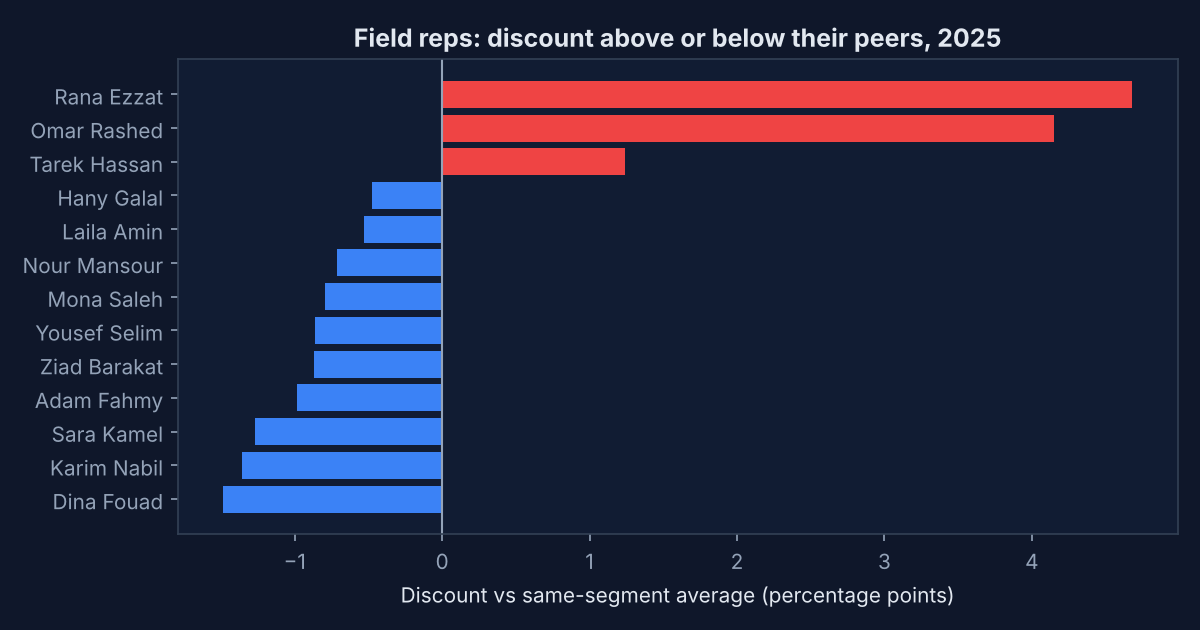 Field reps: discount above or below their peers, 2025
Rana Ezzat
Omar Rashed
Tarek Hassan
Hany Galal
Laila Amin
Nour Mansour
Mona Saleh
Yousef Selim
Ziad Barakat
Adam Fahmy
Sara Kamel
Karim Nabil
Dina Fouad
−1 0 1 2 3 4
Discount vs same-segment average (percentage points)